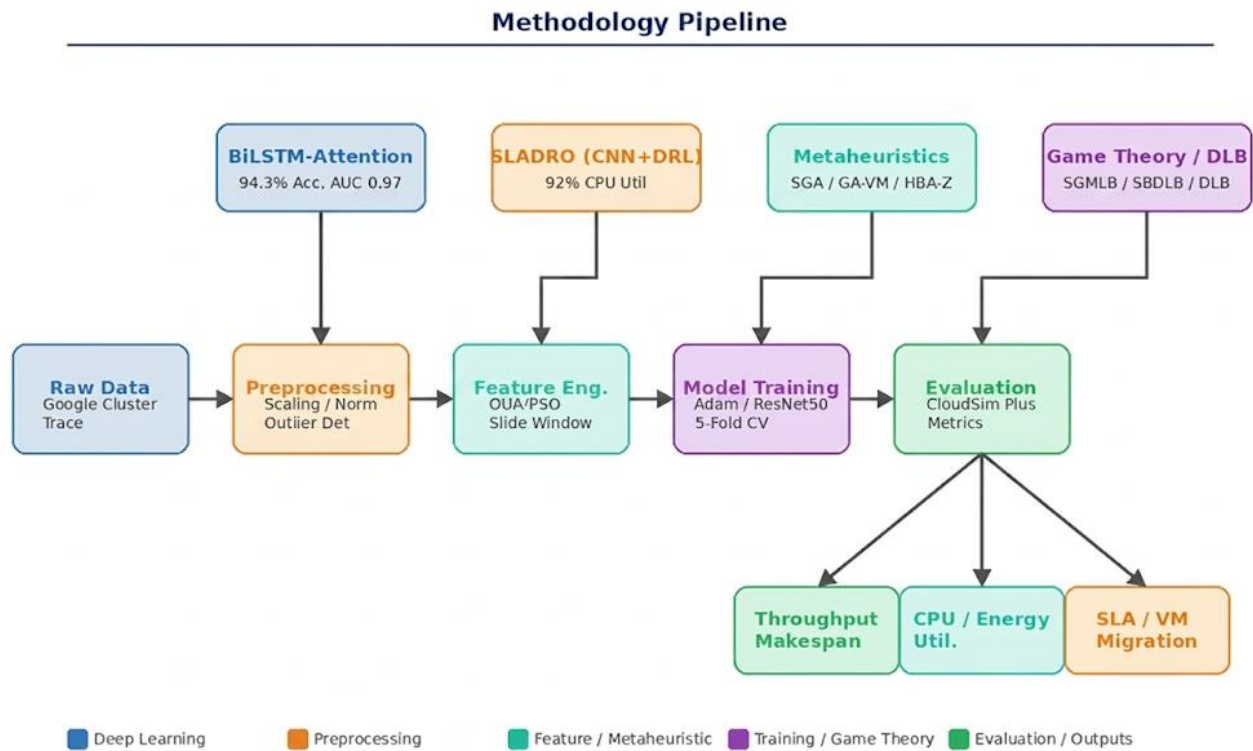 Methodology Pipeline
BiLSTM-Attention
94.3% Acc, AUC 0.97
SLADRO (CNN+DRL)
92% CPU Util
Metaheuristics
SGA / GA-VM / HBA-Z
Game Theory / DLB
SGMLB / SBDLB / DLB
Raw Data
Google Cluster
Trace
Preprocessing
Scaling / Norm
Outlier Det
Feature Eng.
OUA/PSO
Slide Window
Model Training
Adam / ResNet50
5-Fold CV
Evaluation
CloudSim Plus
Metrics
Throughput
Makespan
CPU / Energy
Util.
SLA / VM
Migration
Deep Learning
Preprocessing
Feature / Metaheuristic
Training / Game Theory
Evaluation / Outputs